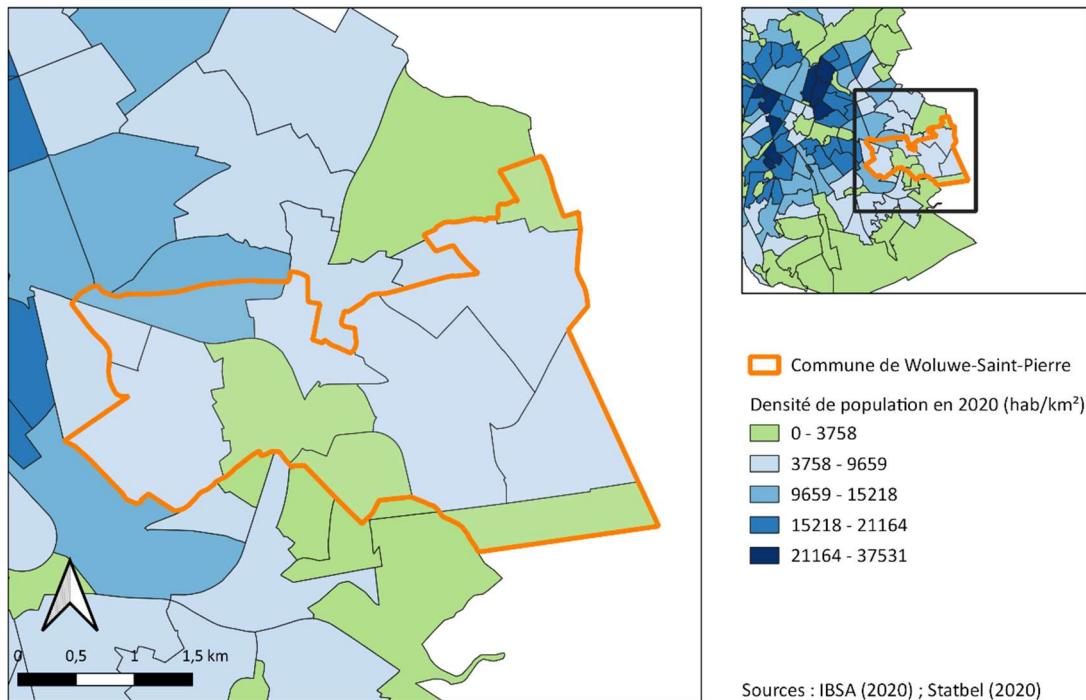 Commune de Woluwe-Saint-Pierre
Densité de population en 2020 (hab/km²)
0 - 3758
3758 - 9659
9659 - 15218
15218 - 21164
21164 - 37531
0 0,5 1 1,5 km
Sources : IBSA (2020) ; Statbel (2020)